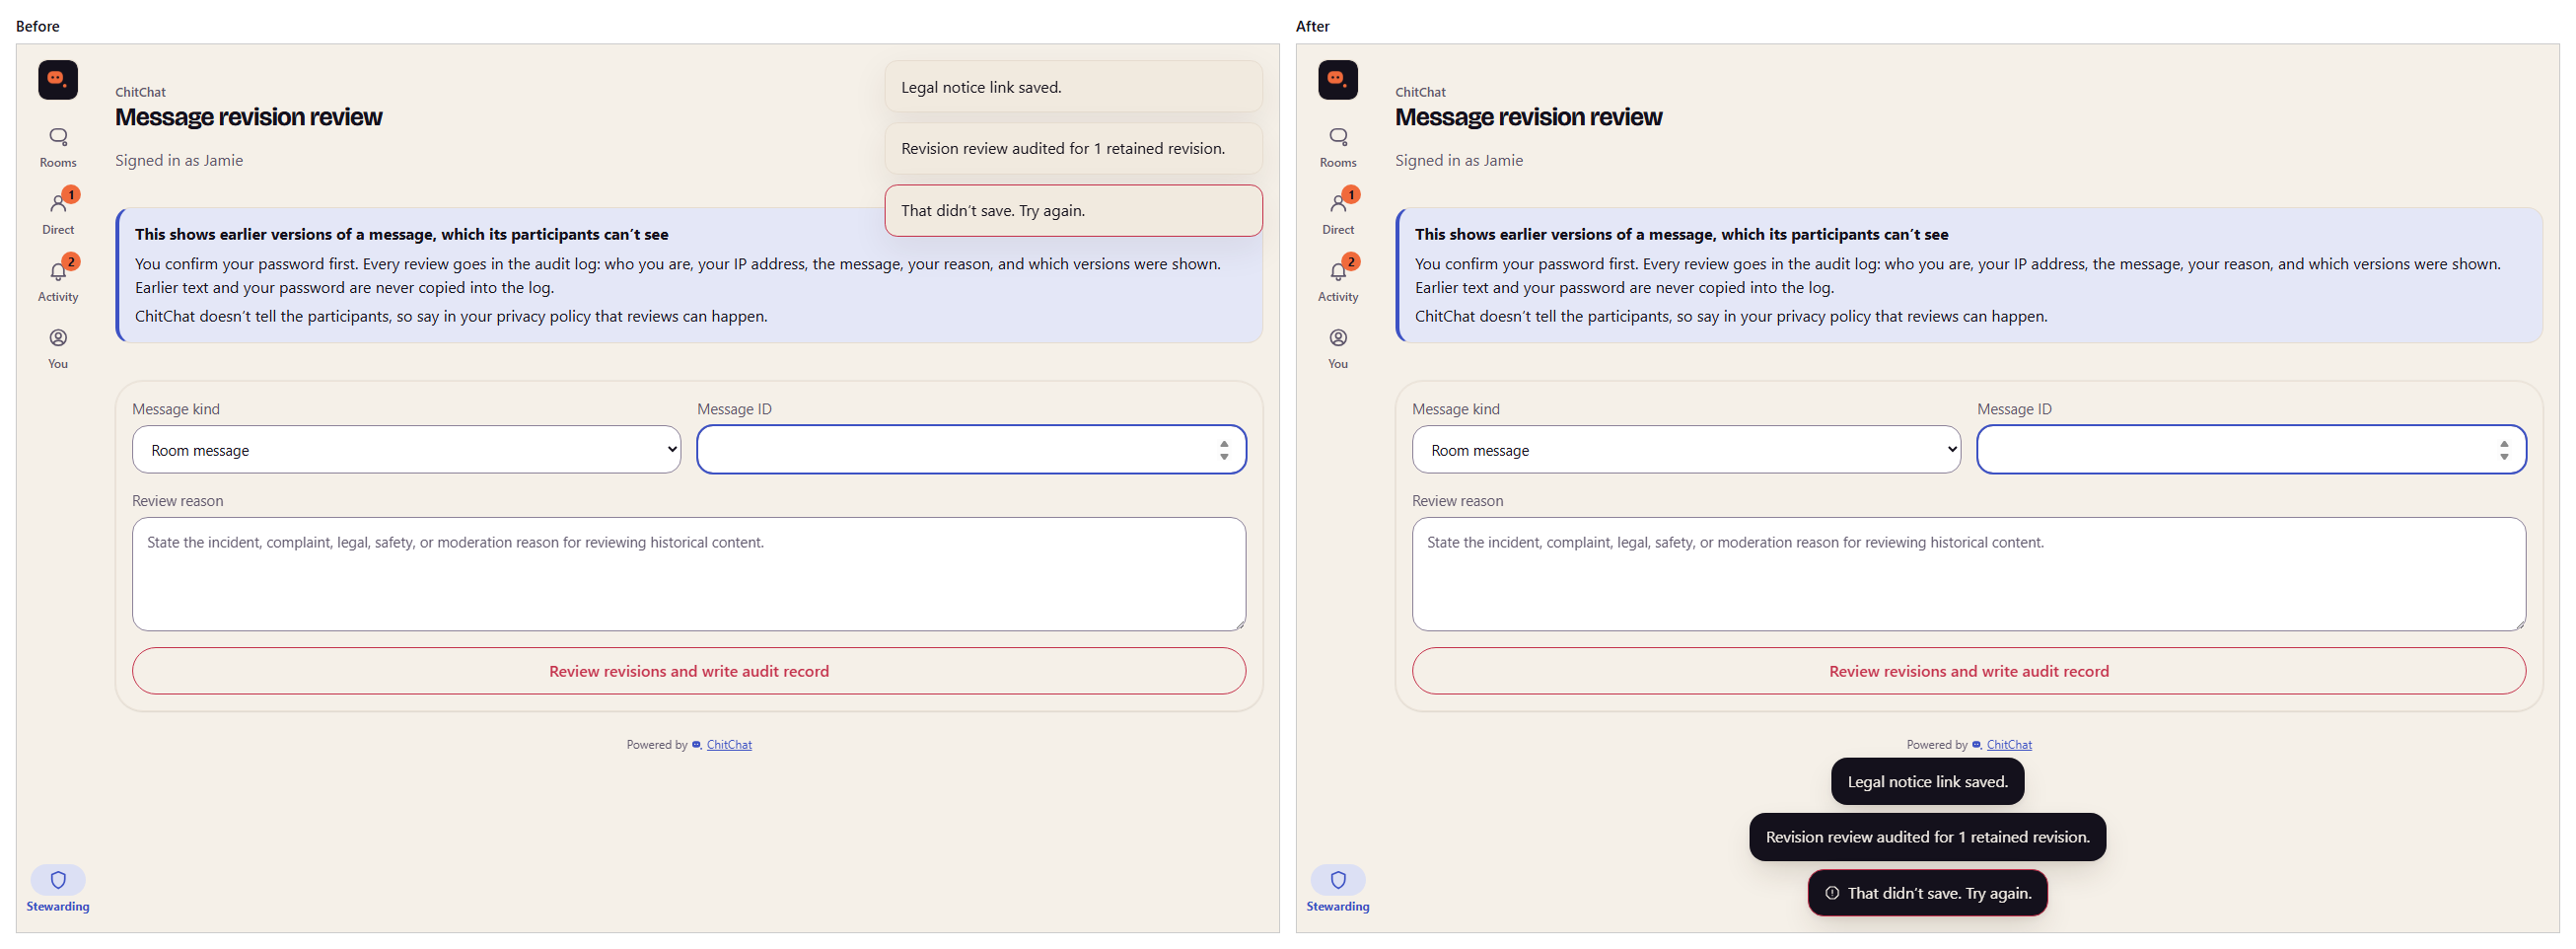 Before
ChitChat
Message revision review
Signed in as Jamie
Legal notice link saved.
Revision review audited for 1 retained revision.
That didn’t save. Try again.
Rooms
1
Direct
2
Activity
You
This shows earlier versions of a message, which its participants can’t see
You confirm your password first. Every review goes in the audit log: who you are, your IP address, the message, your reason, and which versions were shown.
Earlier text and your password are never copied into the log.
ChitChat doesn’t tell the participants, so say in your privacy policy that reviews can happen.
Message kind
Message ID
Room message
Review reason
State the incident, complaint, legal, safety, or moderation reason for reviewing historical content.
Review revisions and write audit record
Powered by ChitChat
Stewarding
After
ChitChat
Message revision review
Signed in as Jamie
Rooms
1
Direct
2
Activity
You
This shows earlier versions of a message, which its participants can’t see
You confirm your password first. Every review goes in the audit log: who you are, your IP address, the message, your reason, and which versions were shown.
Earlier text and your password are never copied into the log.
ChitChat doesn’t tell the participants, so say in your privacy policy that reviews can happen.
Message kind
Message ID
Room message
Review reason
State the incident, complaint, legal, safety, or moderation reason for reviewing historical content.
Review revisions and write audit record
Powered by ChitChat
Legal notice link saved.
Revision review audited for 1 retained revision.
That didn’t save. Try again.
Stewarding